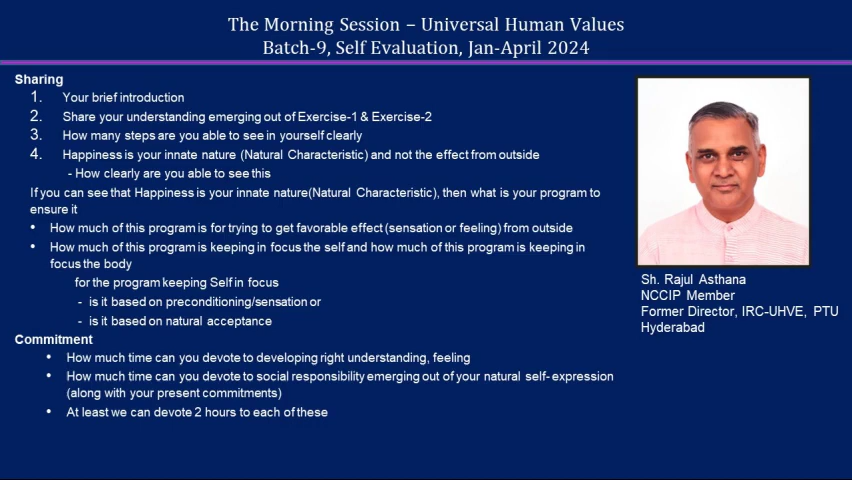 The Morning Session – Universal Human Values
Batch-9, Self Evaluation, Jan-April 2024
Sharing
1. Your brief introduction
2. Share your understanding emerging out of Exercise-1 & Exercise-2
3. How many steps are you able to see in yourself clearly
4. Happiness is your innate nature (Natural Characteristic) and not the effect from outside
- How clearly are you able to see this
If you can see that Happiness is your innate nature(Natural Characteristic), then what is your program to
ensure it
• How much of this program is for trying to get favorable effect (sensation or feeling) from outside
• How much of this program is keeping in focus the self and how much of this program is keeping in
focus the body
for the program keeping Self in focus
- is it based on preconditioning/sensation or
- is it based on natural acceptance
Commitment
• How much time can you devote to developing right understanding, feeling
• How much time can you devote to social responsibility emerging out of your natural self- expression
(along with your present commitments)
• At least we can devote 2 hours to each of these
Sh. Rajul Asthana
NCCIP Member
Former Director, IRC-UHVE, PTU
Hyderabad